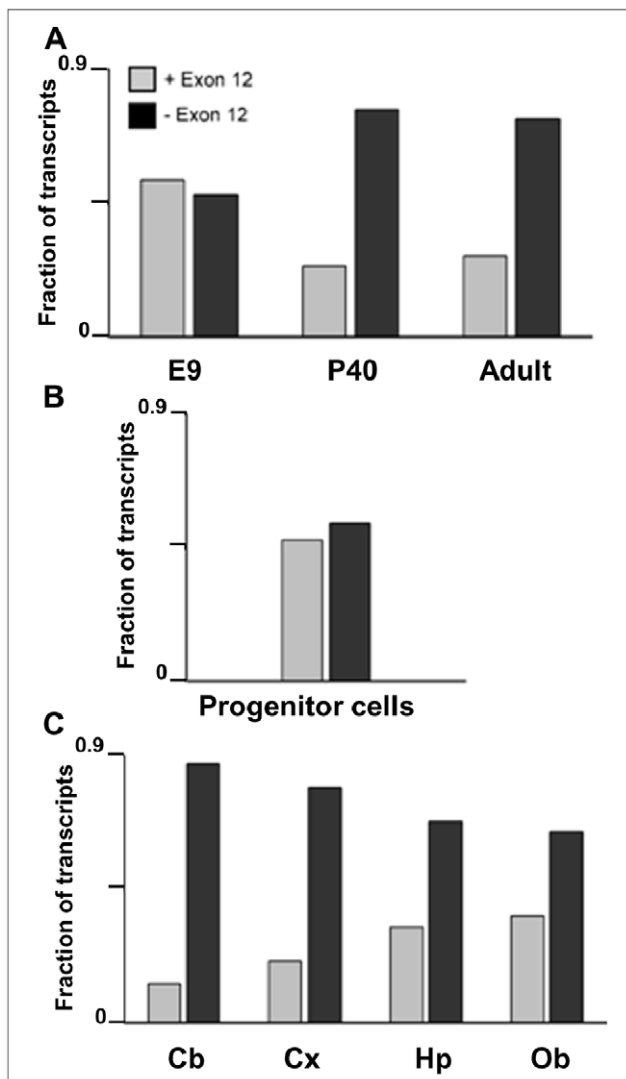 A
0.9
+ Exon 12
- Exon 12
Fraction of transcripts
0
E9 P40 Adult
B
0.9
Fraction of transcripts
0
Progenitor cells
C
0.9
Fraction of transcripts
0
Cb Cx Hp Ob